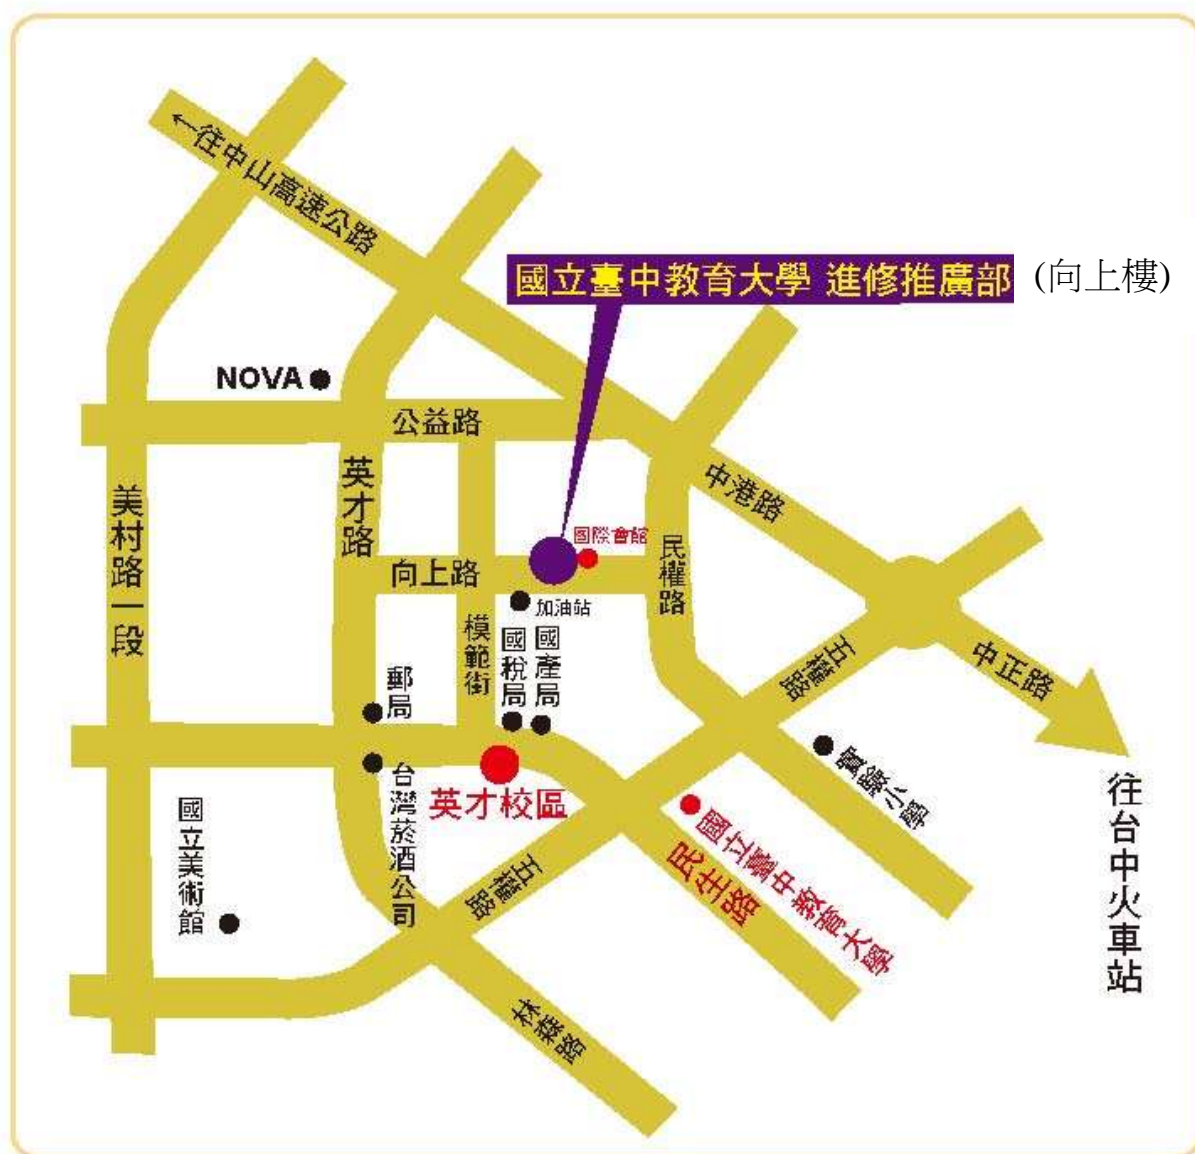 ←往中山高速公路
國立臺中教育大學 進修推廣部 (向上樓)
NOVA
公益路
英才路
美村路一段
中港路
國際會館
民權路
向上路
加油站
模範街
國稅局
國產局
五權路
中正路
郵局
實驗小學
英才校區
台灣菸酒公司
國立美術館
國立臺中教育大學
民生路
五權路
林森路
往台中火車站